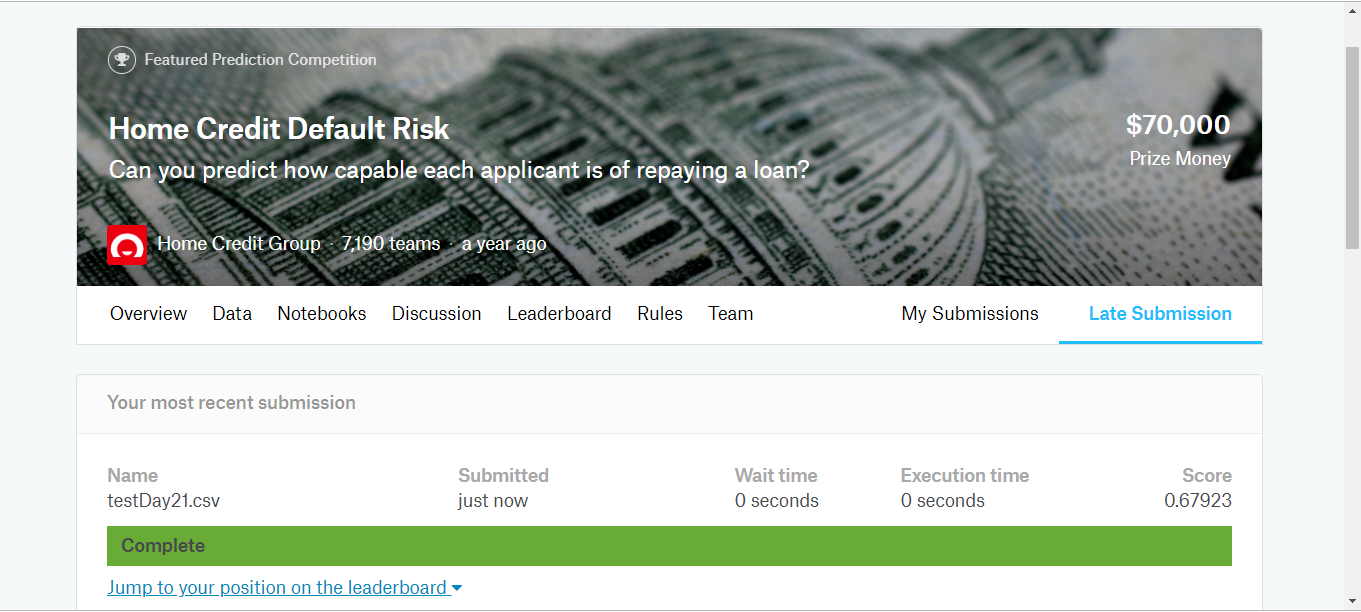 Featured Prediction Competition
Home Credit Default Risk
$70,000
Can you predict how capable each applicant is of repaying a loan?
Prize Money
Home Credit Group · 7,190 teams · a year ago
Overview Data Notebooks Discussion Leaderboard Rules Team My Submissions Late Submission
Your most recent submission
Name Submitted Wait time Execution time Score
testDay21.csv just now 0 seconds 0 seconds 0.67923
Complete
Jump to your position on the leaderboard